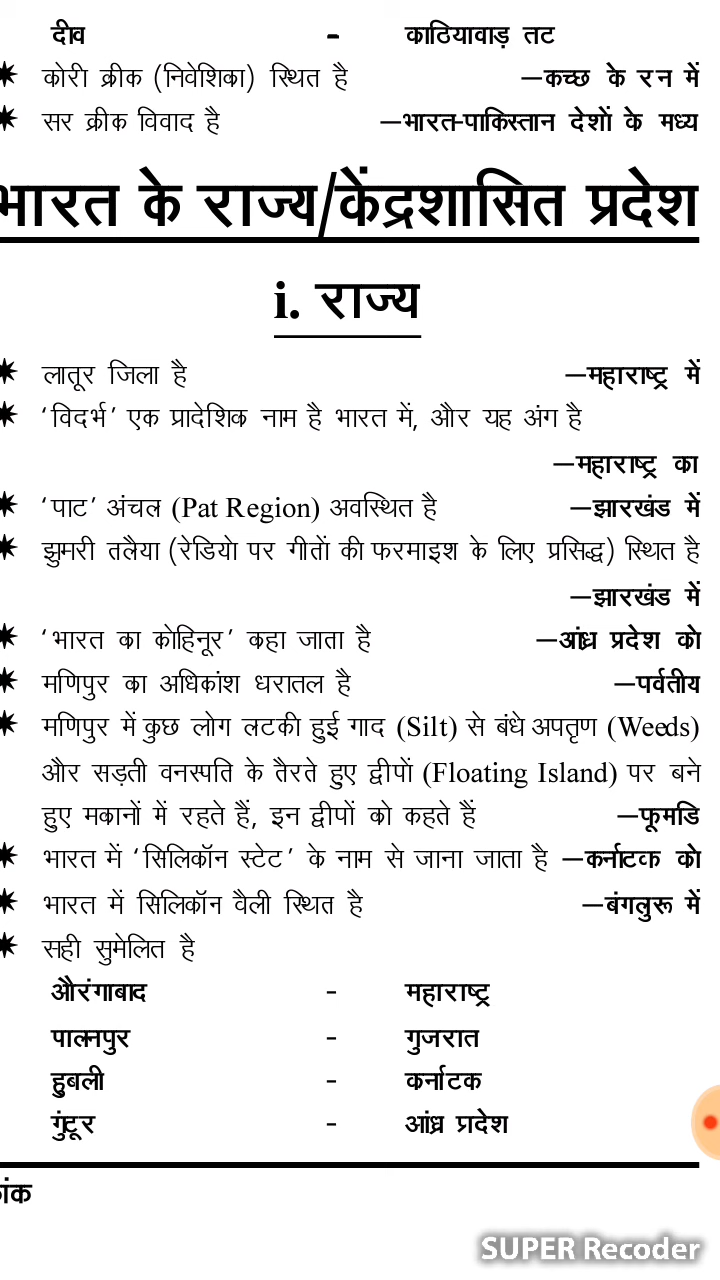 दीव - काठियावाड़ तट
* कोरी क्रीक (निवेशिका) स्थित है –कच्छ के रन में
* सर क्रीक विवाद है –भारत-पाकिस्तान देशों के मध्य
भारत के राज्य/केंद्रशासित प्रदेश
i. राज्य
* लातूर जिला है –महाराष्ट्र में
* ‘विदर्भ’ एक प्रादेशिक नाम है भारत में, और यह अंग है
–महाराष्ट्र का
* ‘पाट’ अंचल (Pat Region) अवस्थित है –झारखंड में
* झुमरी तलैया (रेडियो पर गीतों की फरमाइश के लिए प्रसिद्ध) स्थित है
–झारखंड में
* ‘भारत का कोहिनूर’ कहा जाता है –आंध्र प्रदेश को
* मणिपुर का अधिकांश धरातल है –पर्वतीय
* मणिपुर में कुछ लोग लटकी हुई गाद (Silt) से बंधे अपतृण (Weeds)
और सड़ती वनस्पति के तैरते हुए द्वीपों (Floating Island) पर बने
हुए मकानों में रहते हैं, इन द्वीपों को कहते हैं –फूमडि
* भारत में ‘सिलिकॉन स्टेट’ के नाम से जाना जाता है –कर्नाटक को
* भारत में सिलिकॉन वैली स्थित है –बंगलुरू में
* सही सुमेलित है
औरंगाबाद - महाराष्ट्र
पालनपुर - गुजरात
हुबली - कर्नाटक
गुंटूर - आंध्र प्रदेश
SUPER Recoder